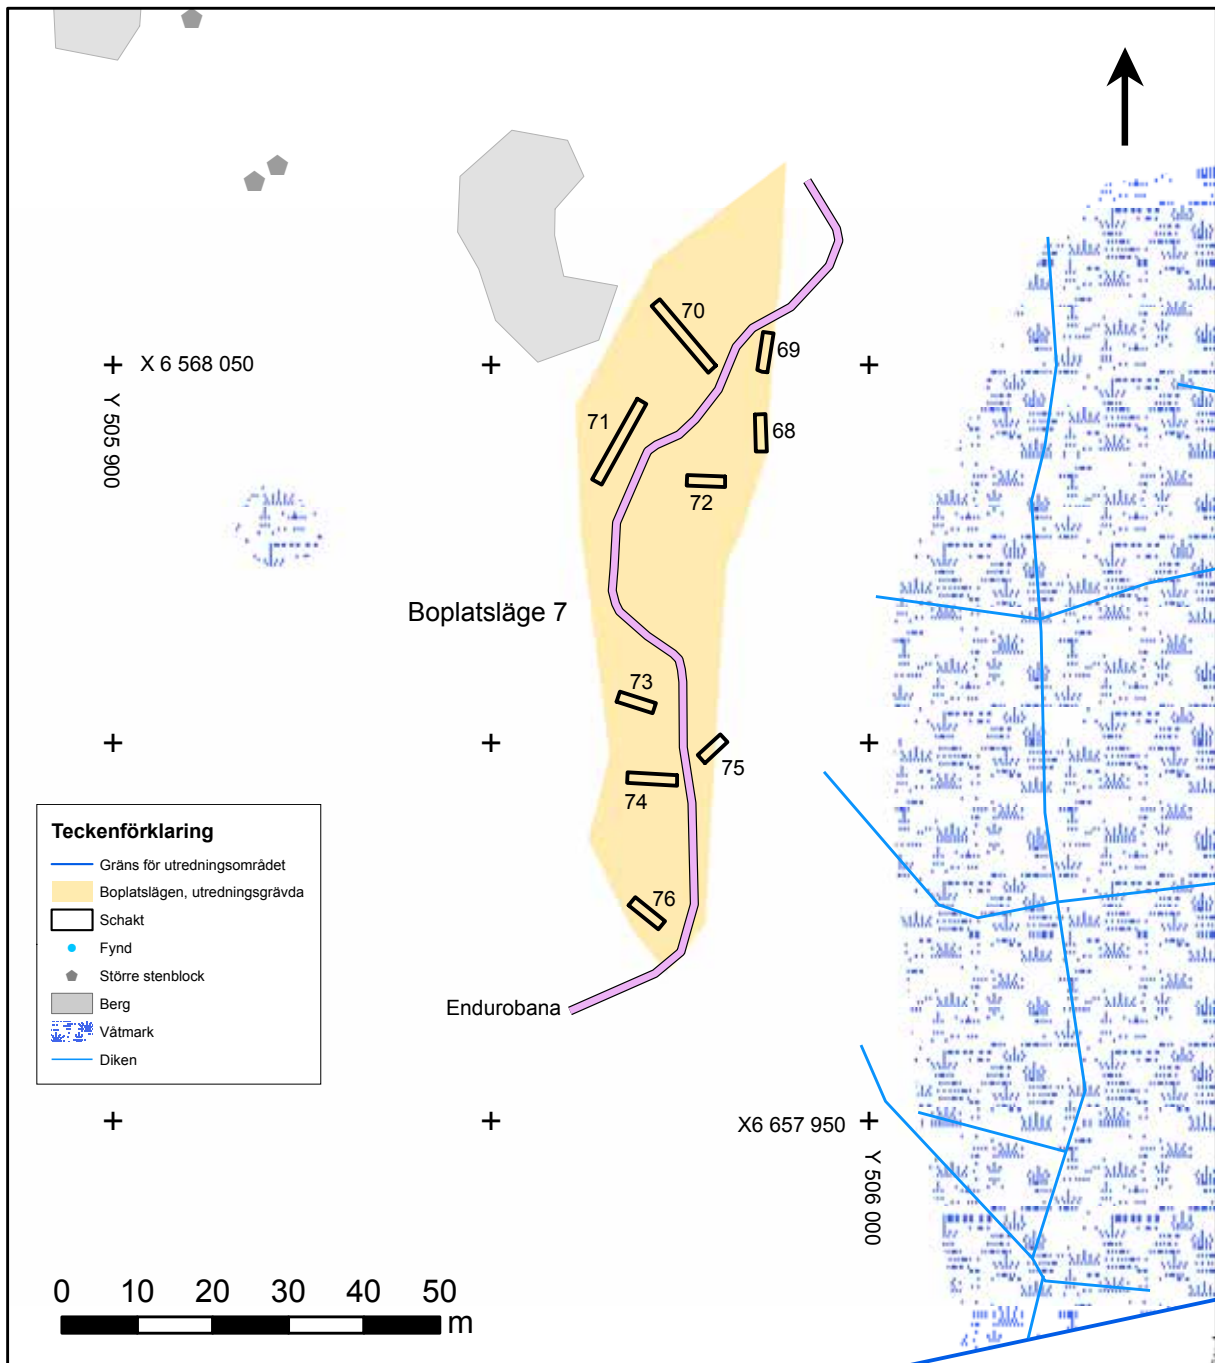 70
69
X 6 568 050
Y 505 900
71
68
72
Boplatsläge 7
73
75
74
Teckenförklaring
Gräns för utredningsområdet
Boplatslägen, utredningsgrävda
Schakt
Fynd
Större stenblock
Berg
Våtmark
Diken
76
Endurobana
X6 657 950
Y 506 000
0 10 20 30 40 50
m